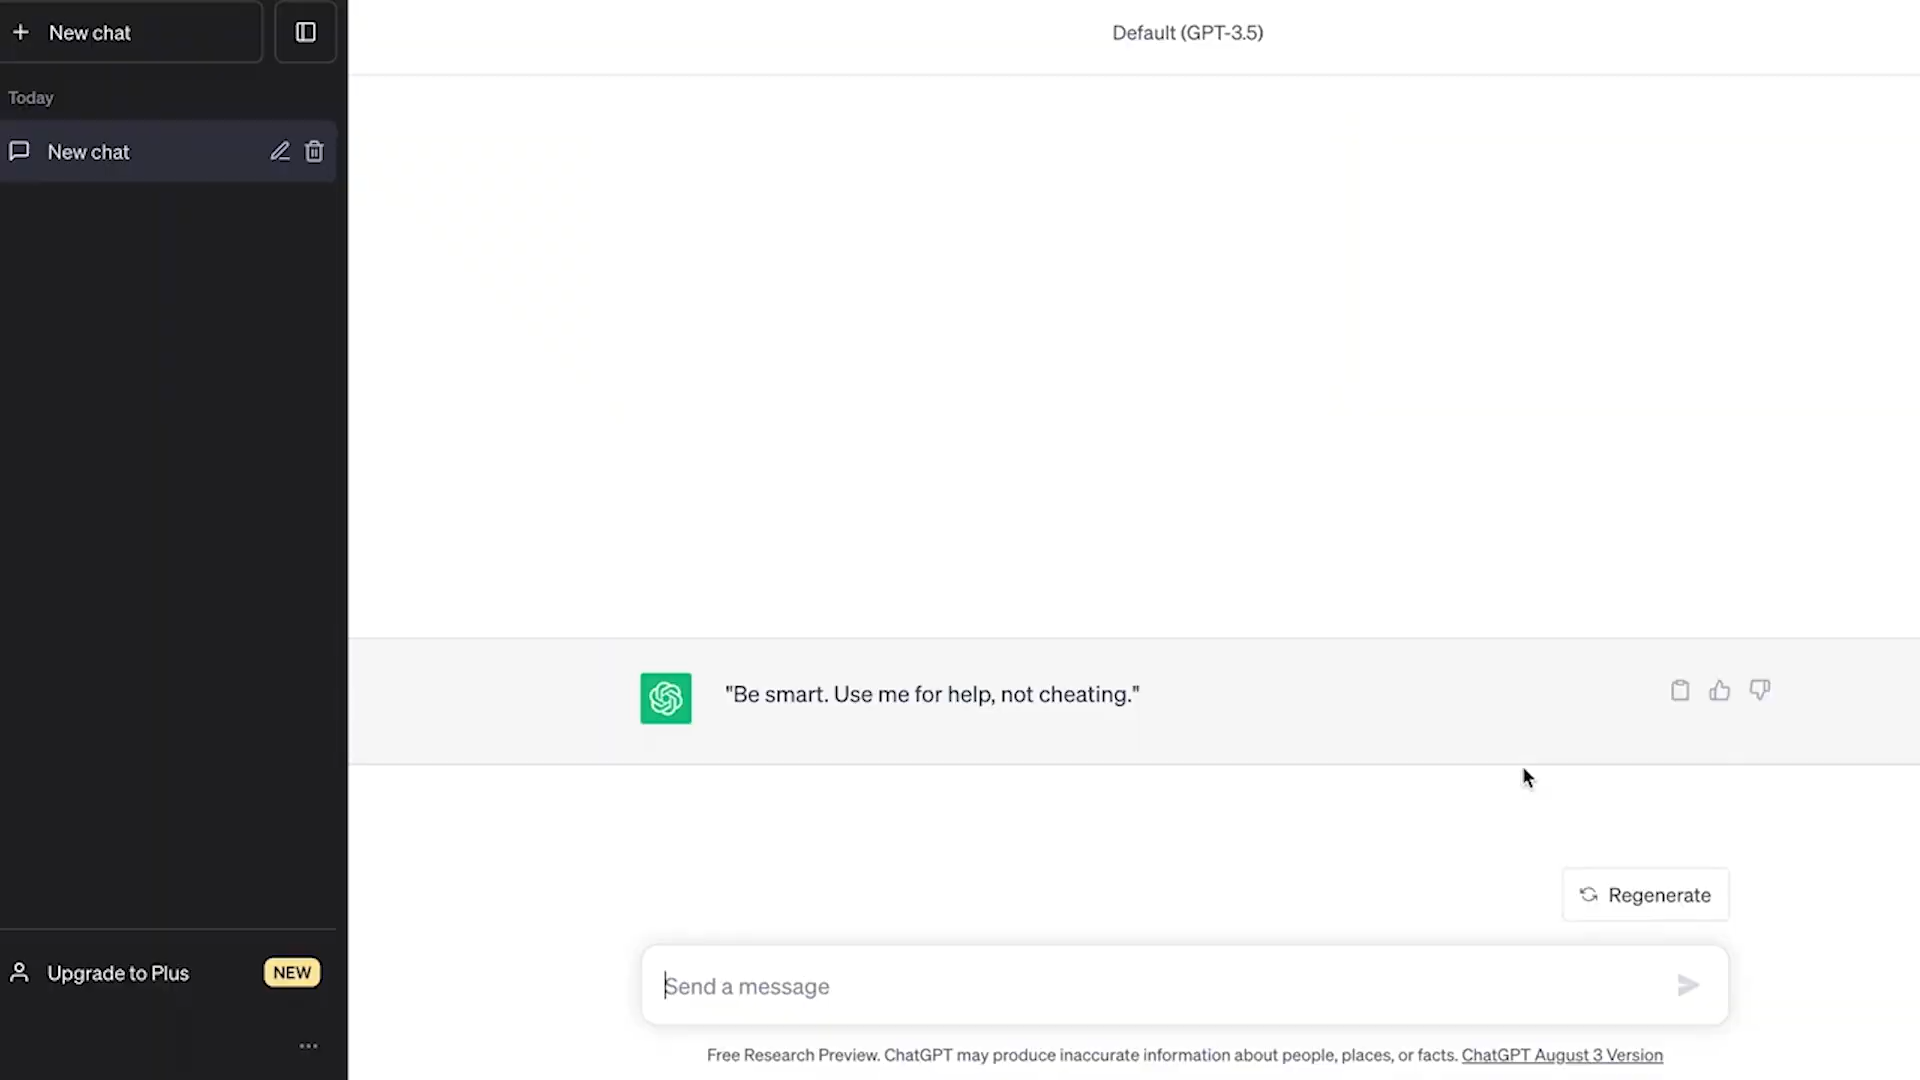 New chat
Today
New chat
Upgrade to Plus NEW
Default (GPT-3.5)
"Be smart. Use me for help, not cheating."
Regenerate
Send a message
Free Research Preview. ChatGPT may produce inaccurate information about people, places, or facts. ChatGPT August 3 Version